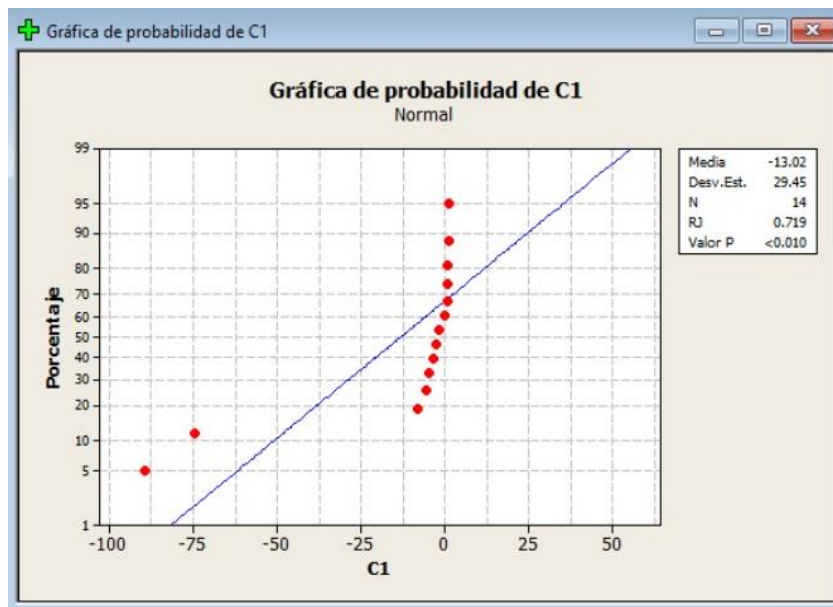 Gráfica de probabilidad de C1
Gráfica de probabilidad de C1
Normal
99
95
90
80
70
60
50
40
30
20
10
5
1
Porcentaje
-100 -75 -50 -25 0 25 50
C1
Media -13.02
Desv.Est. 29.45
N 14
RJ 0.719
Valor P <0.010